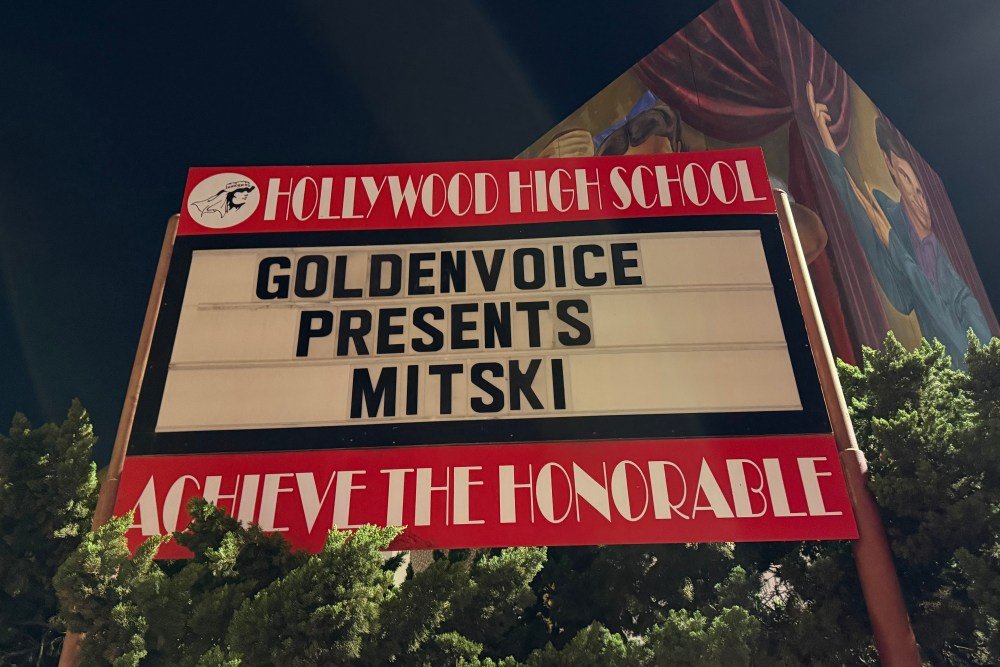 HOLLYWOOD HIGH SCHOOL
GOLDENVOICE
PRESENTS
MITSKI
ACHIEVE THE HONORABLE